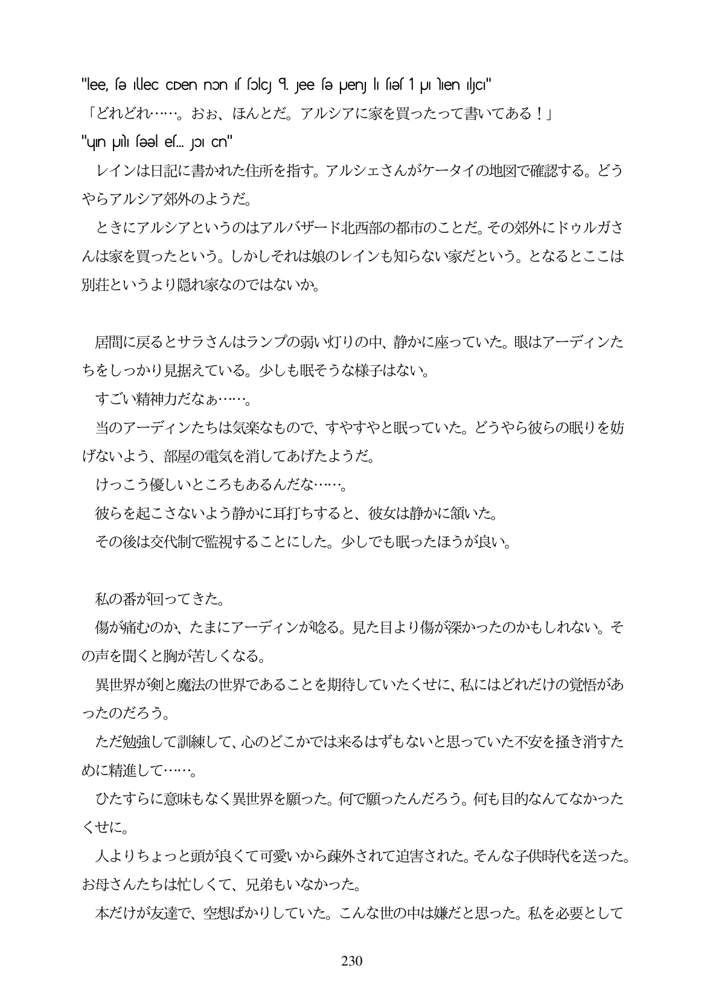 "lee, ſɘ ıllec cɒen nɔn ıſ ſɔlcȷ ꟼ. ȷee ſɘ µenȷ lı ſıɘſ 1 µı
「どれどれ……。おぉ、ほんとだ。アルシアに家を買ったって書いてある！」
レインは日記に書かれた住所を指す。アルシェさんがケータイの地図で確認する。どう
やらアルシア郊外のようだ。
ときにアルシアというのはアルバザード北西部の都市のことだ。その郊外にドゥルガさ
んは家を買ったという。しかしそれは娘のレインも知らない家だという。となるとここは
別荘というより隠れ家なのではないか。
居間に戻るとサラさんはランプの弱い灯りの中、静かに座っていた。眼はアーディンた
ちをしっかり見据えている。少しも眠そうな様子はない。
すごい精神力だなぁ……。
当のアーディンたちは気楽なもので、すやすやと眠っていた。どうやら彼らの眠りを妨
げないよう、部屋の電気を消してあげたようだ。
けっこう優しいところもあるんだな……。
彼らを起こさないよう静かに耳打ちすると、彼女は静かに頷いた。
その後は交代制で監視することにした。少しでも眠ったほうが良い。
私の番が回ってきた。
傷が痛むのか、たまにアーディンが唸る。見た目より傷が深かったのかもしれない。そ
の声を聞くと胸が苦しくなる。
異世界が剣と魔法の世界であることを期待していたくせに、私にはどれだけの覚悟があ
ったのだろう。
ただ勉強して訓練して、心のどこかでは来るはずもないと思っていた不安を掻き消すた
めに精進して……。
ひたすらに意味もなく異世界を願った。何で願ったんだろう。何も目的なんてなかった
くせに。
人よりちょっと頭が良くて可愛いから疎外されて迫害された。そんな子供時代を送った。
お母さんたちは忙しくて、兄弟もいなかった。
本だけが友達で、空想ばかりしていた。こんな世の中は嫌だと思った。私を必要として
230